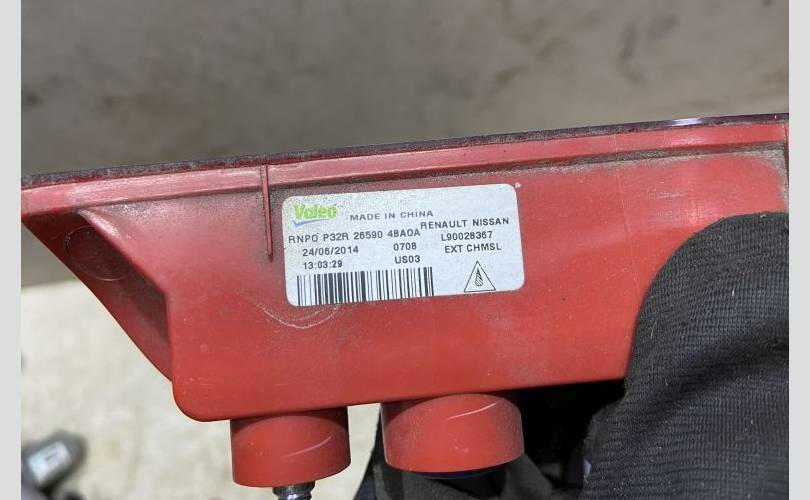 Valeo MADE IN CHINA
RENAULT NISSAN
RNPO P32R 26590 4BA0A L90028367
24/06/2014 0708 EXT CHMSL
13:03:29 US03